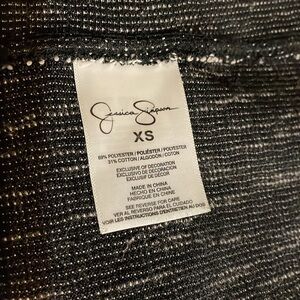 Jessica Simpson
XS
69% POLYESTER / POLIÉSTER / POLYESTER
31% COTTON / ALGODÓN / COTON
EXCLUSIVE OF DECORATION
EXCLUSIVO DE DECORACIÓN
EXCLUSIF DE DÉCOR
MADE IN CHINA
HECHO EN CHINA
FABRIQUÉ EN CHINE
SEE REVERSE FOR CARE
VER AL REVERSO PARA EL CUIDADO
VOIR LES INSTRUCTIONS D'ENTRETIEN AU DOS